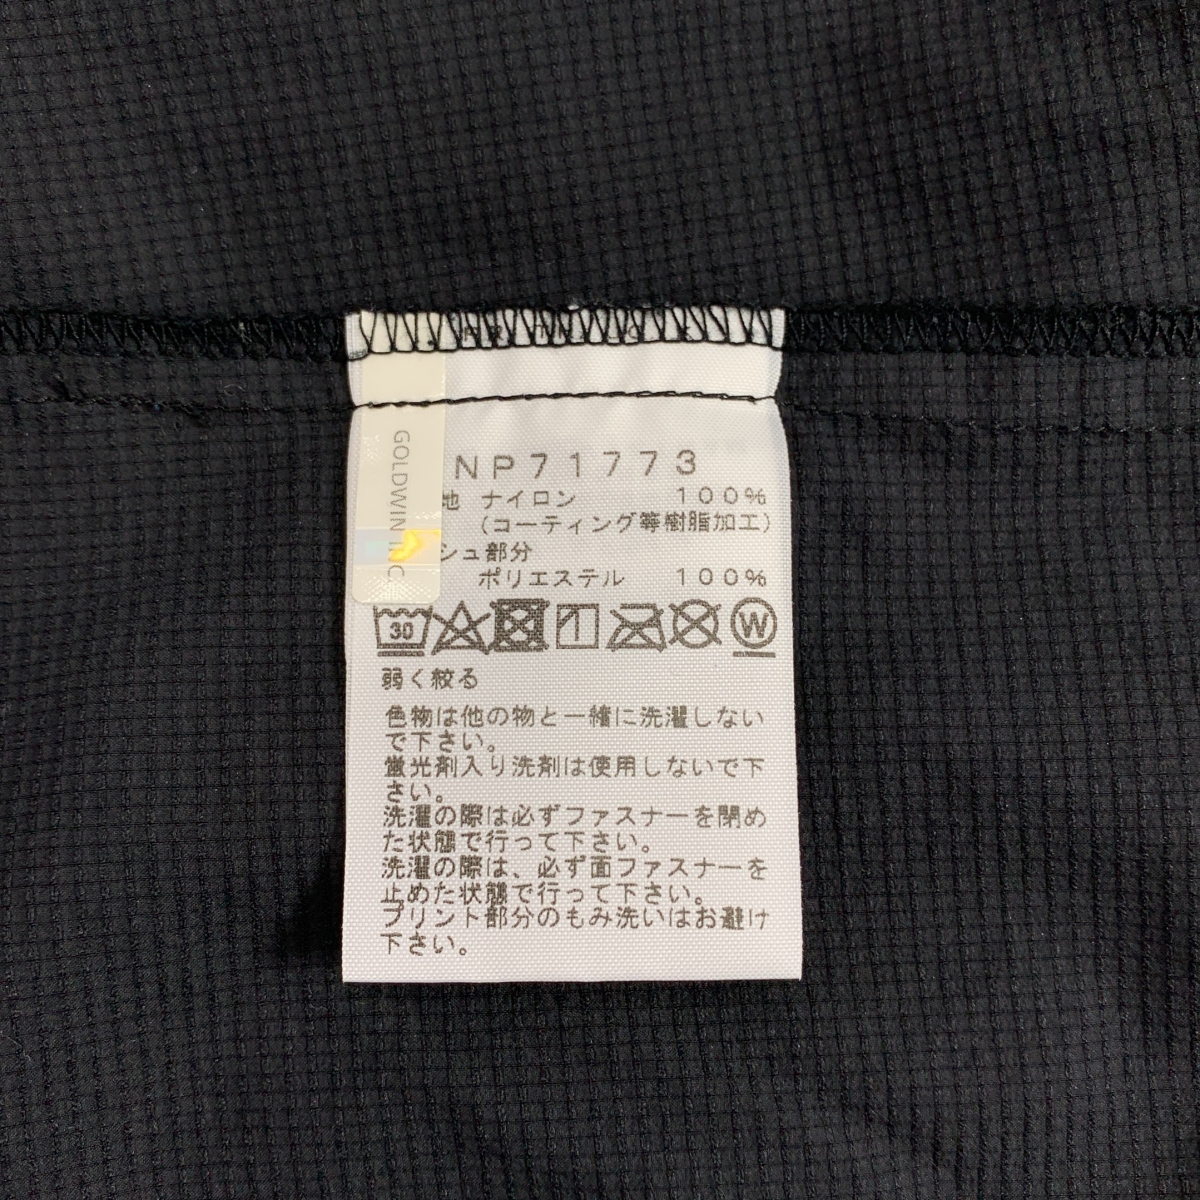 GOLDWIN INC.
NP71773
地 ナイロン 100%
(コーティング等樹脂加工)
シュ部分
ポリエステル 100%
30
W
弱く絞る
色物は他の物と一緒に洗濯しない
で下さい。
蛍光剤入り洗剤は使用しないで下
さい。
洗濯の際は必ずファスナーを閉め
た状態で行って下さい。
洗濯の際は、必ず面ファスナーを
止めた状態で行って下さい。
プリント部分のもみ洗いはお避け
下さい。